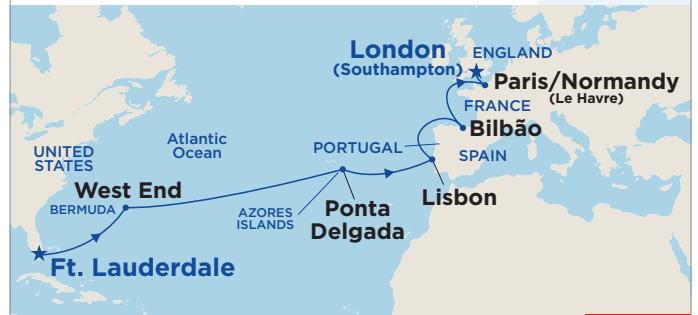 London
(Southampton)
ENGLAND
Paris/Normandy
(Le Havre)
FRANCE
Bilbão
PORTUGAL
SPAIN
Lisbon
Atlantic
Ocean
UNITED
STATES
West End
BERMUDA
AZORES
ISLANDS
Ponta
Delgada
Ft. Lauderdale